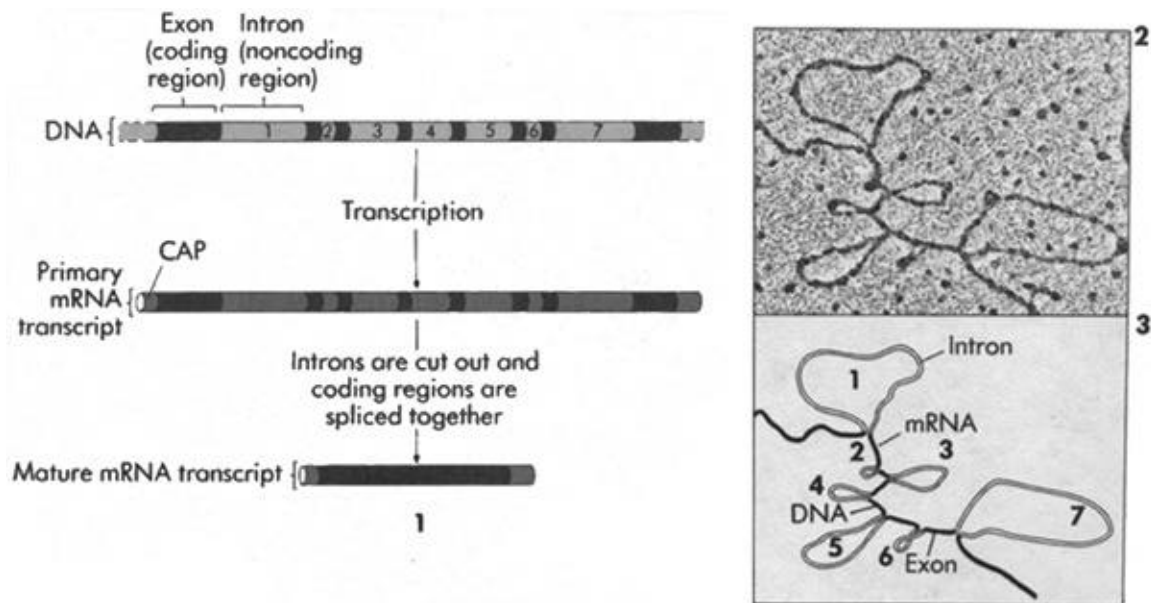 Exon
(coding
region)
Intron
(noncoding
region)
DNA
1 2 3 4 5 6 7
Transcription
CAP
Primary
mRNA
transcript
Introns are cut out and
coding regions are
spliced together
Mature mRNA transcript
1
2
3
Intron
1
mRNA
2
3
4
DNA
7
5
6
Exon